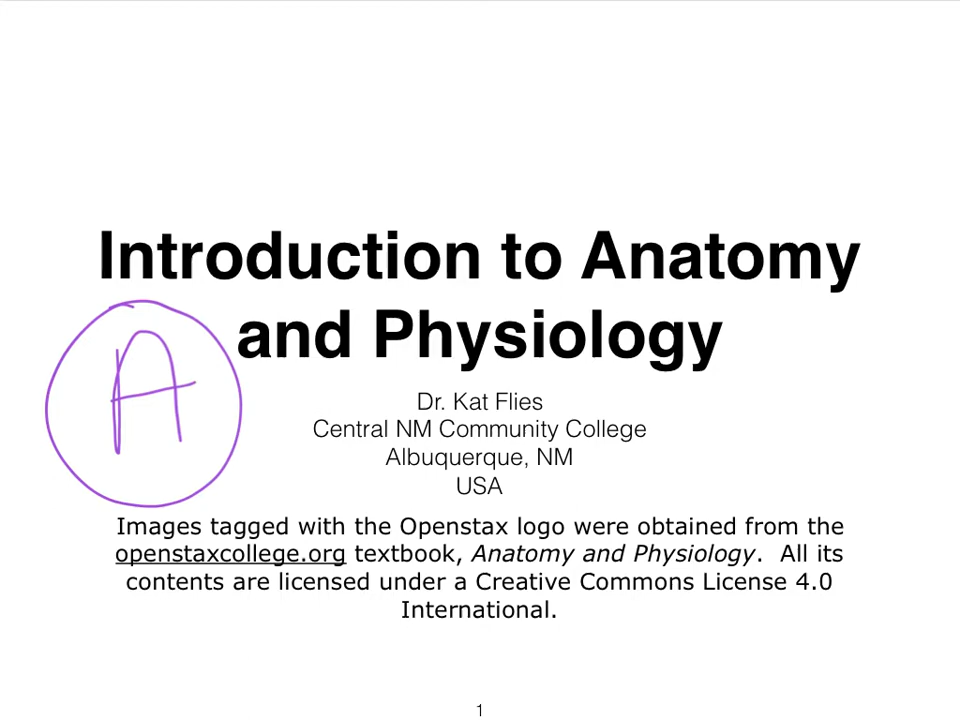 Introduction to Anatomy
and Physiology
A
Dr. Kat Flies
Central NM Community College
Albuquerque, NM
USA
Images tagged with the Openstax logo were obtained from the
openstaxcollege.org textbook, Anatomy and Physiology.  All its
contents are licensed under a Creative Commons License 4.0
International.
1